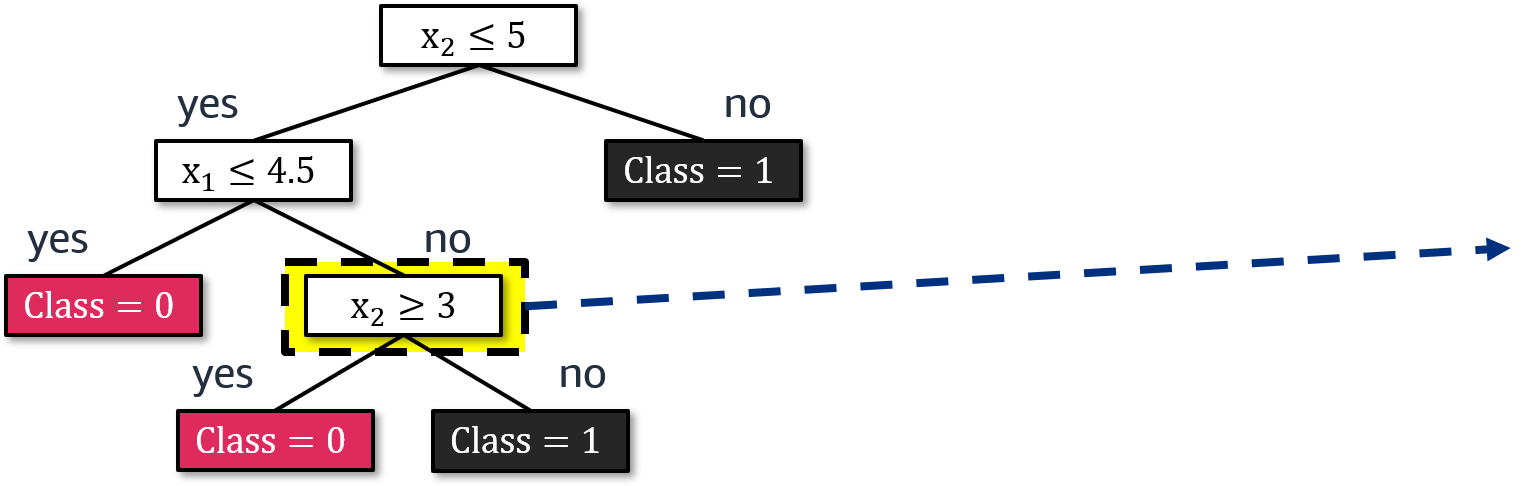 x₂ ≤ 5
yes
no
x₁ ≤ 4.5
Class = 1
yes
no
Class = 0
x₂ ≥ 3
yes
no
Class = 0
Class = 1